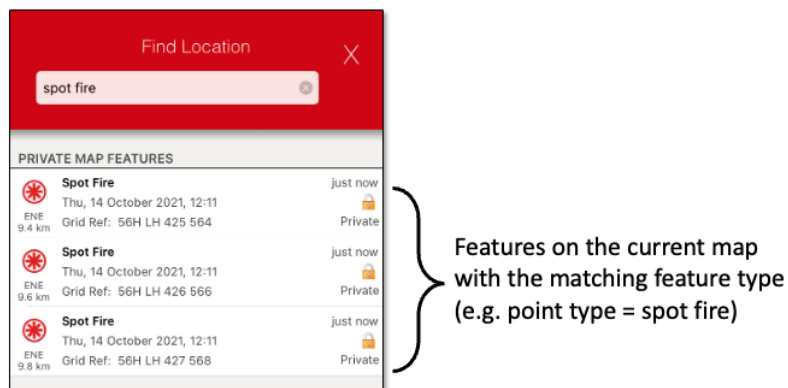 Find Location
X
spot fire
PRIVATE MAP FEATURES
Spot Fire just now
Thu, 14 October 2021, 12:11
ENE
9.4 km Grid Ref: 56H LH 425 564 Private
Spot Fire just now
Thu, 14 October 2021, 12:11
ENE
9.6 km Grid Ref: 56H LH 426 566 Private
Spot Fire just now
Thu, 14 October 2021, 12:11
ENE
9.8 km Grid Ref: 56H LH 427 568 Private
Features on the current map
with the matching feature type
(e.g. point type = spot fire)